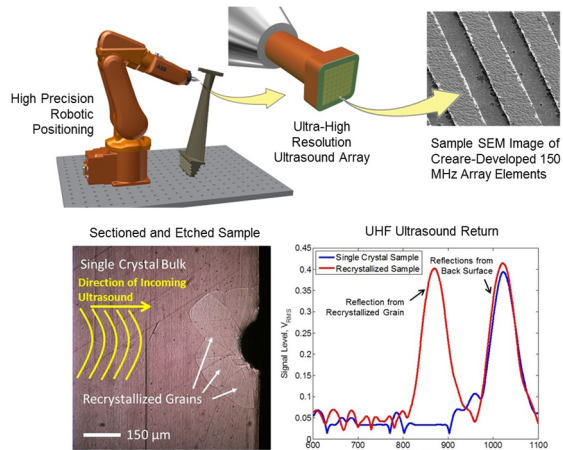 High Precision
Robotic
Positioning
Ultra-High
Resolution
Ultrasound Array
Sample SEM Image of
Creare-Developed 150
MHz Array Elements
Sectioned and Etched Sample
Single Crystal Bulk
Direction of Incoming
Ultrasound
Recrystallized Grains
150 µm
UHF Ultrasound Return
Single Crystal Sample
Recrystallized Sample
Reflections from
Back Surface
Reflection from
Recrystallized Grain
Signal Level, VRMS
0.45
0.4
0.35
0.3
0.25
0.2
0.15
0.1
0.05
0
600 700 800 900 1000 1100